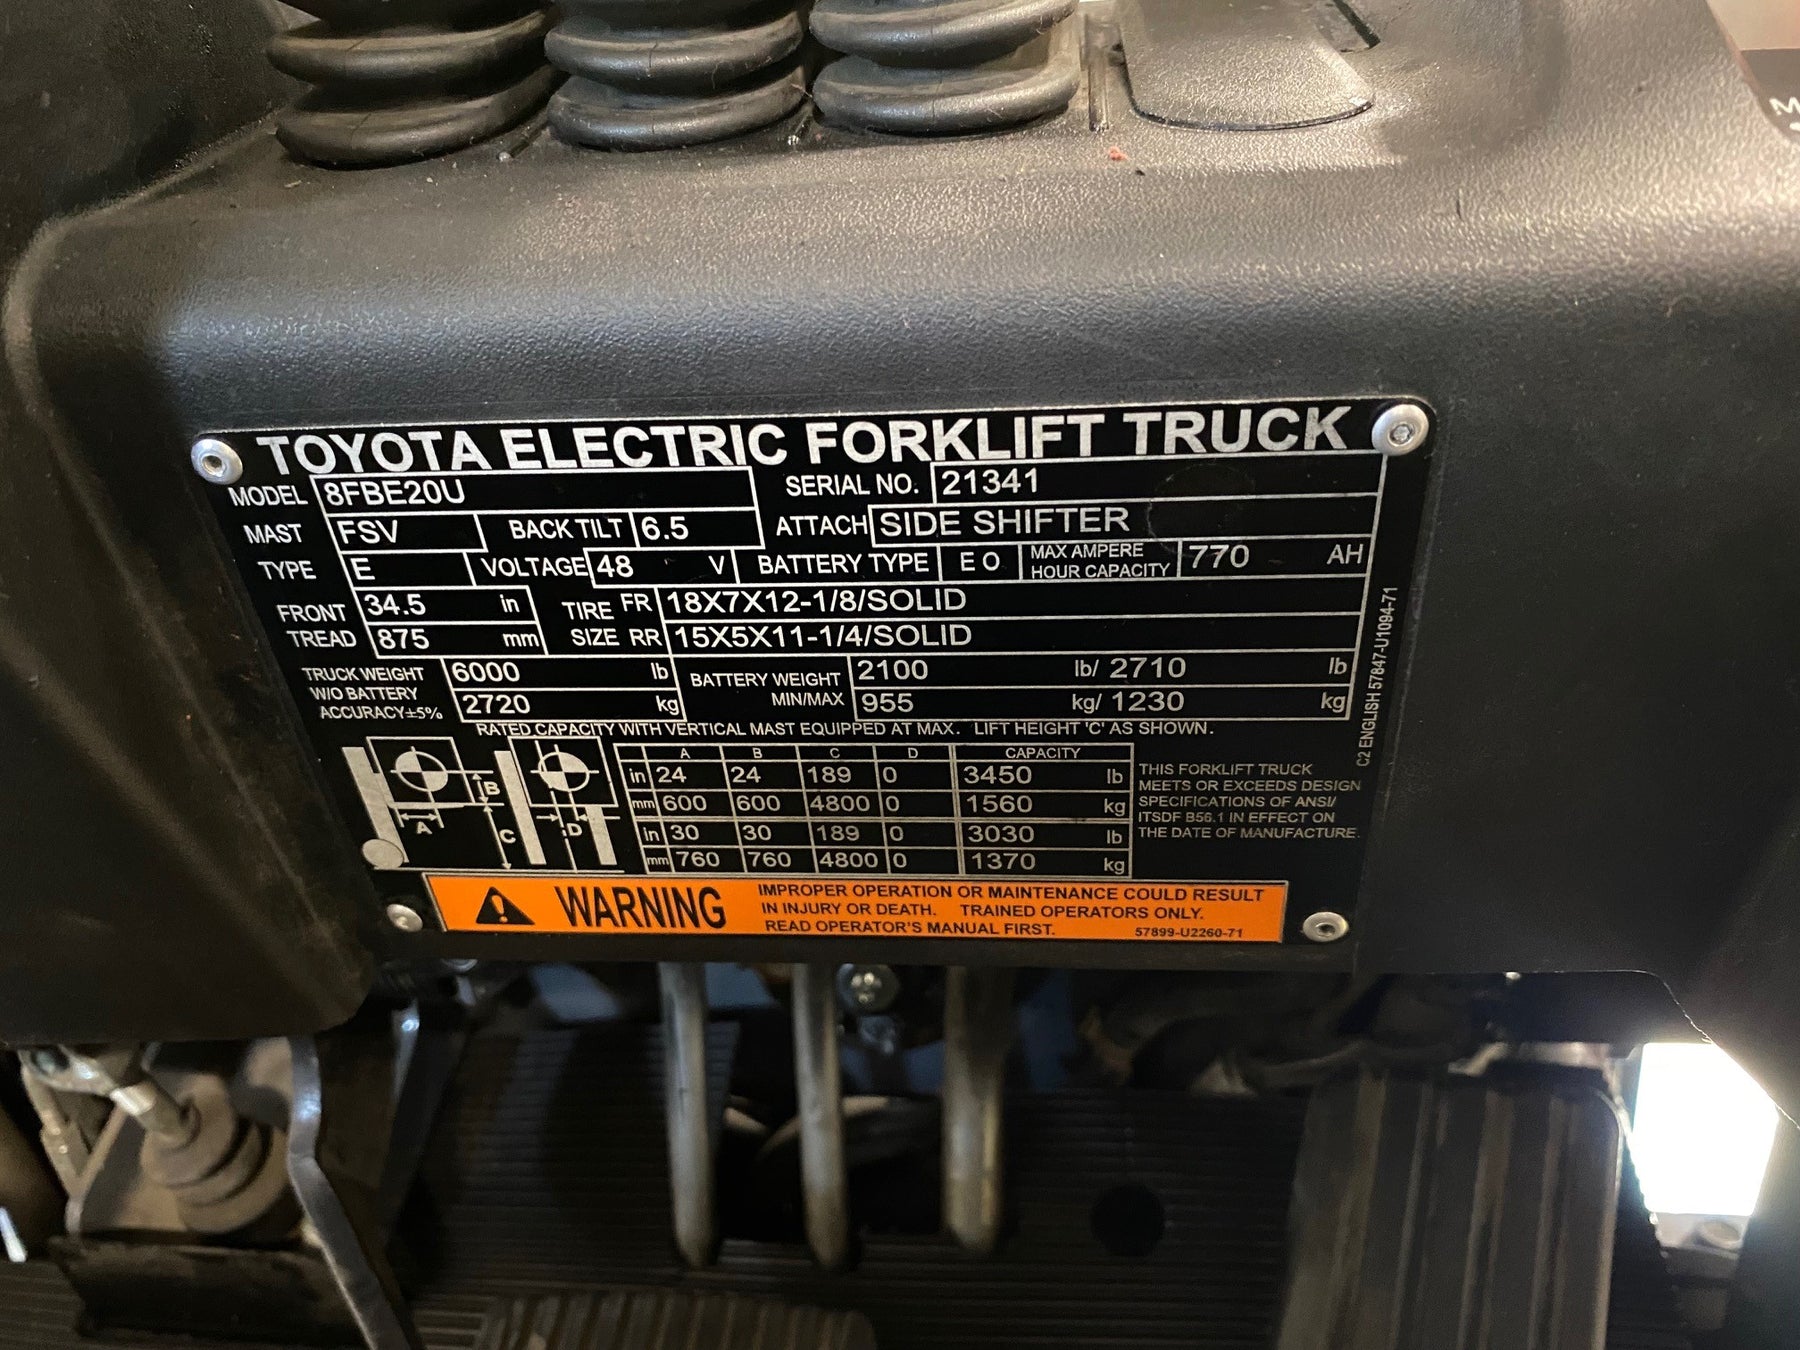 TOYOTA ELECTRIC FORKLIFT TRUCK
MODEL 8FBE20U SERIAL NO. 21341
MAST FSV BACK TILT 6.5 ATTACH SIDE SHIFTER
TYPE E VOLTAGE 48 V BATTERY TYPE E O MAX AMPERE HOUR CAPACITY 770 AH
FRONT TREAD 34.5 in TIRE SIZE FR 18X7X12-1/8/SOLID
875 mm RR 15X5X11-1/4/SOLID
TRUCK WEIGHT W/O BATTERY ACCURACY±5% 6000 lb BATTERY WEIGHT MIN/MAX 2100 lb/ 2710 lb
2720 kg 955 kg/ 1230 kg
RATED CAPACITY WITH VERTICAL MAST EQUIPPED AT MAX. LIFT HEIGHT 'C' AS SHOWN.
A B C D CAPACITY
in 24 24 189 0 3450 lb
mm 600 600 4800 0 1560 kg
in 30 30 189 0 3030 lb
mm 760 760 4800 0 1370 kg
A B C D
THIS FORKLIFT TRUCK
MEETS OR EXCEEDS DESIGN
SPECIFICATIONS OF ANSI/
ITSDF B56.1 IN EFFECT ON
THE DATE OF MANUFACTURE.
C2 ENGLISH 57847-U1094-71
WARNING
IMPROPER OPERATION OR MAINTENANCE COULD RESULT
IN INJURY OR DEATH. TRAINED OPERATORS ONLY.
READ OPERATOR'S MANUAL FIRST. 57899-U2260-71